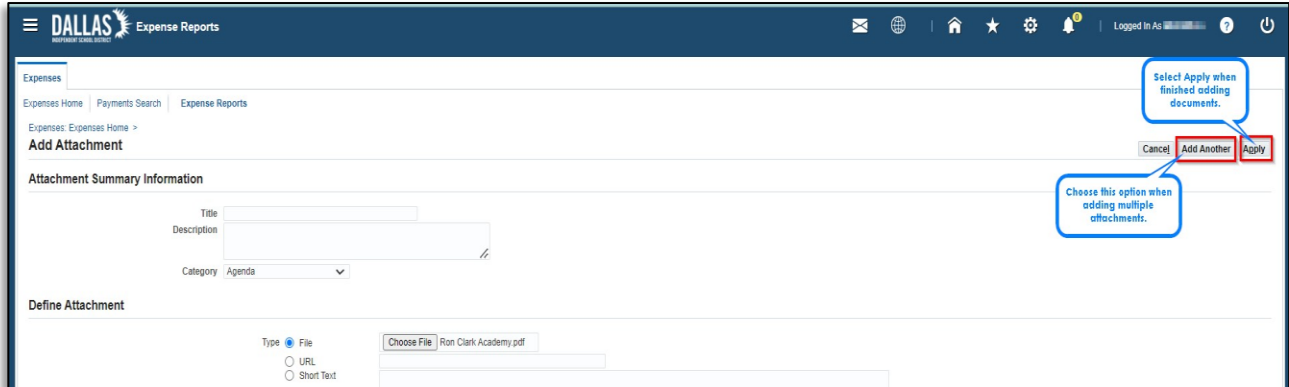 DALLAS
INDEPENDENT SCHOOL DISTRICT
Expense Reports
0
Logged In As
?
Expenses
Expenses Home Payments Search Expense Reports
Expenses: Expenses Home >
Add Attachment
Select Apply when
finished adding
documents.
Cancel Add Another Apply
Attachment Summary Information
Choose this option when
adding multiple
attachments.
Title
Description
Category Agenda
Define Attachment
Type File Choose File Ron Clark Academy.pdf
URL
Short Text